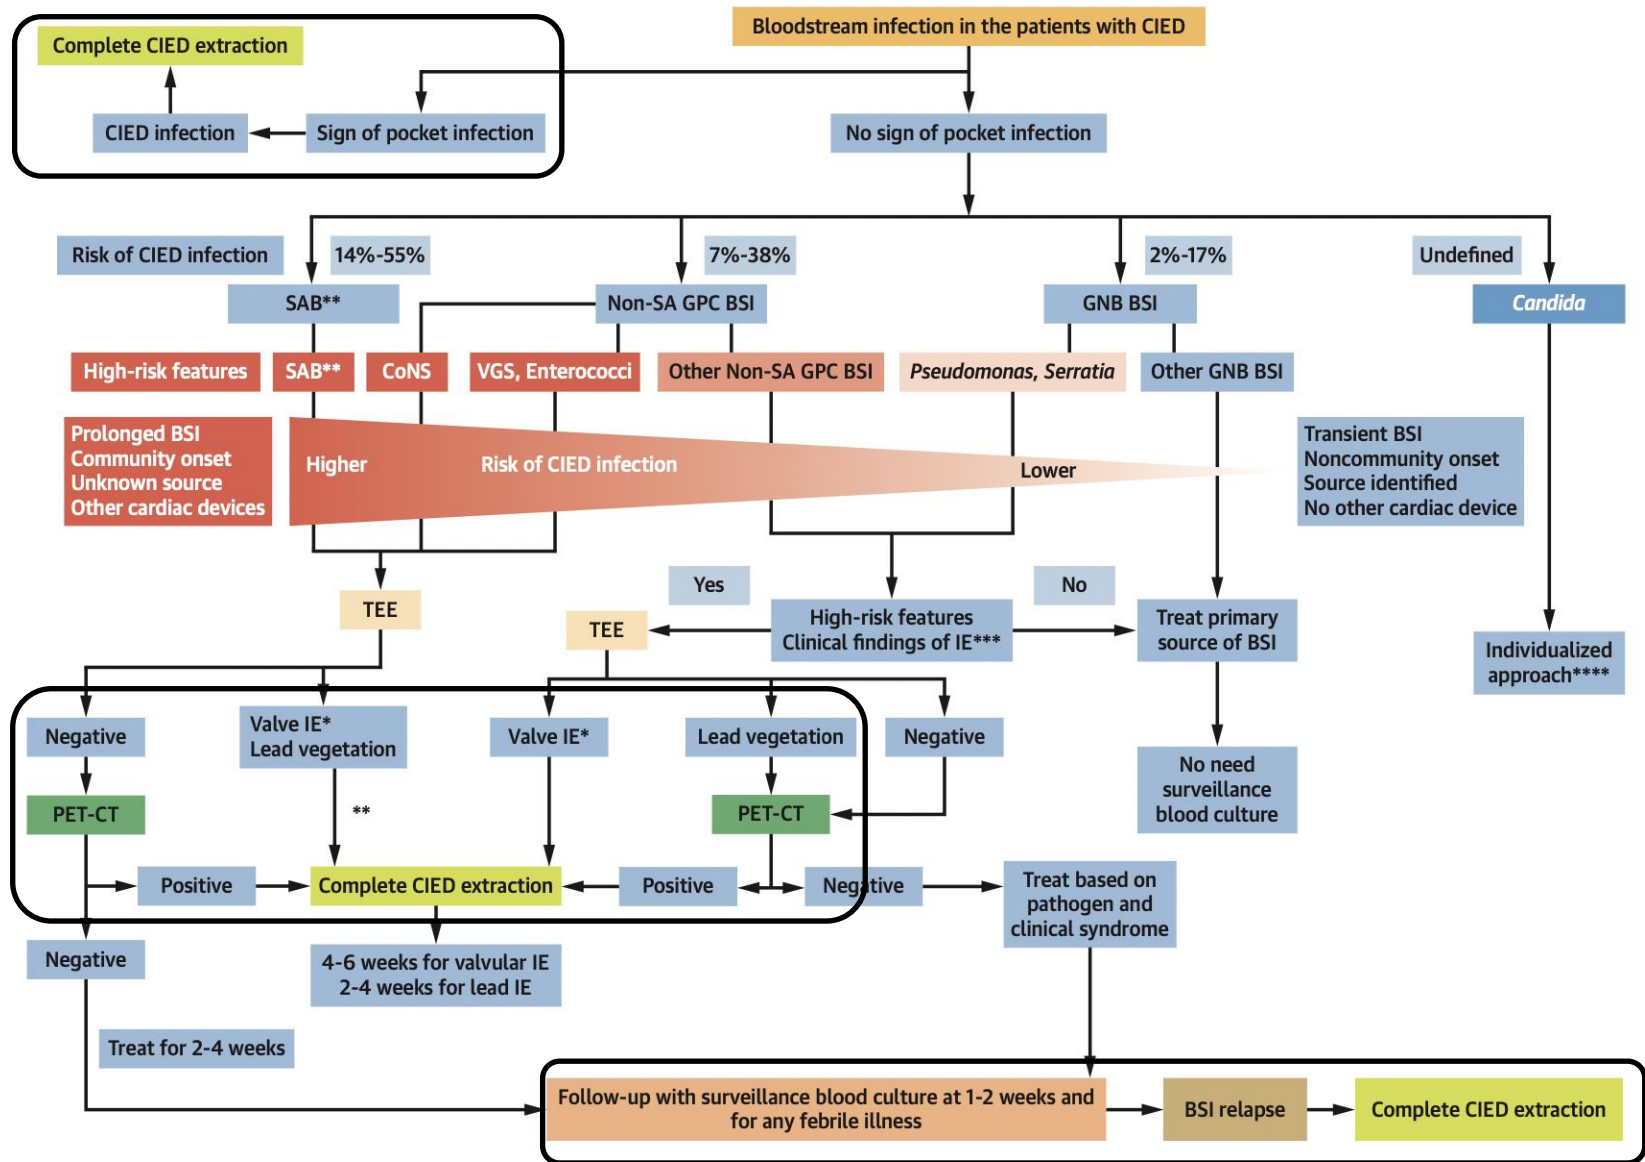 Complete CIED extraction
Bloodstream infection in the patients with CIED
CIED infection
Sign of pocket infection
No sign of pocket infection
Risk of CIED infection
14%-55%
7%-38%
2%-17%
Undefined
SAB**
Non-SA GPC BSI
GNB BSI
Candida
High-risk features
SAB**
CoNS
VGS, Enterococci
Other Non-SA GPC BSI
Pseudomonas, Serratia
Other GNB BSI
Prolonged BSI
Community onset
Unknown source
Other cardiac devices
Higher
Risk of CIED infection
Lower
Transient BSI
Noncommunity onset
Source identified
No other cardiac device
Yes
No
TEE
TEE
High-risk features
Clinical findings of IE***
Treat primary
source of BSI
Individualized
approach****
Negative
Valve IE*
Lead vegetation
Valve IE*
Lead vegetation
Negative
No need
surveillance
blood culture
PET-CT
**
PET-CT
Positive
Complete CIED extraction
Positive
Negative
Treat based on
pathogen and
clinical syndrome
Negative
4-6 weeks for valvular IE
2-4 weeks for lead IE
Treat for 2-4 weeks
Follow-up with surveillance blood culture at 1-2 weeks and
for any febrile illness
BSI relapse
Complete CIED extraction